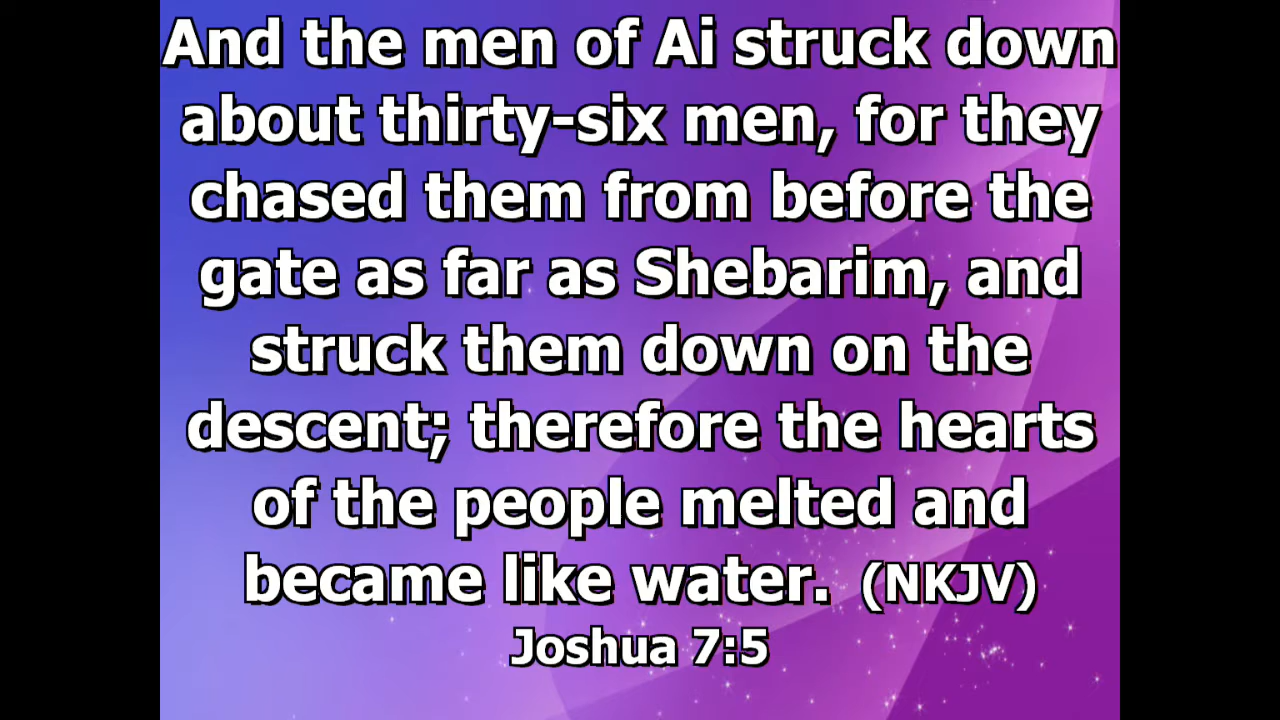 And the men of Ai struck down
about thirty-six men, for they
chased them from before the
gate as far as Shebarim, and
struck them down on the
descent; therefore the hearts
of the people melted and
became like water. (NKJV)
Joshua 7:5